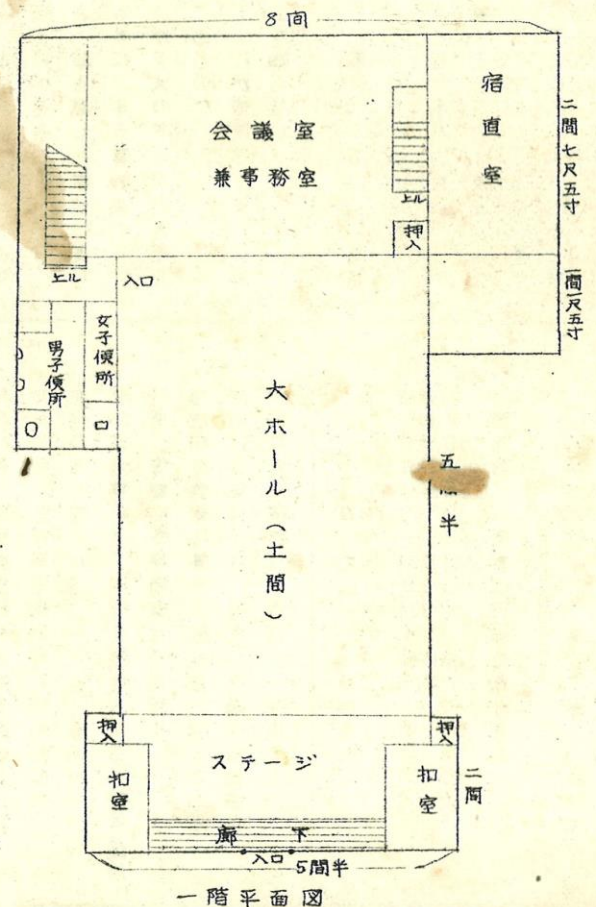 8間
会議室
兼事務室
宿直室
二間七尺五寸
上ル
押入
一間一尺五寸
上ル
入口
女子便所
男子便所
大ホール(土間)
五
半
押入
ステージ
押入
扣室
扣室
二間
廊下
入口
5間半
一階平面図